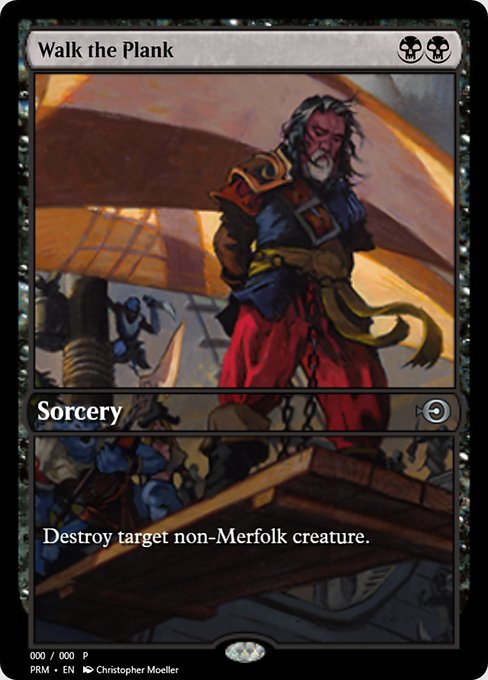 Walk the Plank
Sorcery
Destroy target non-Merfolk creature.
000 / 000 P
PRM • EN Christopher Moeller